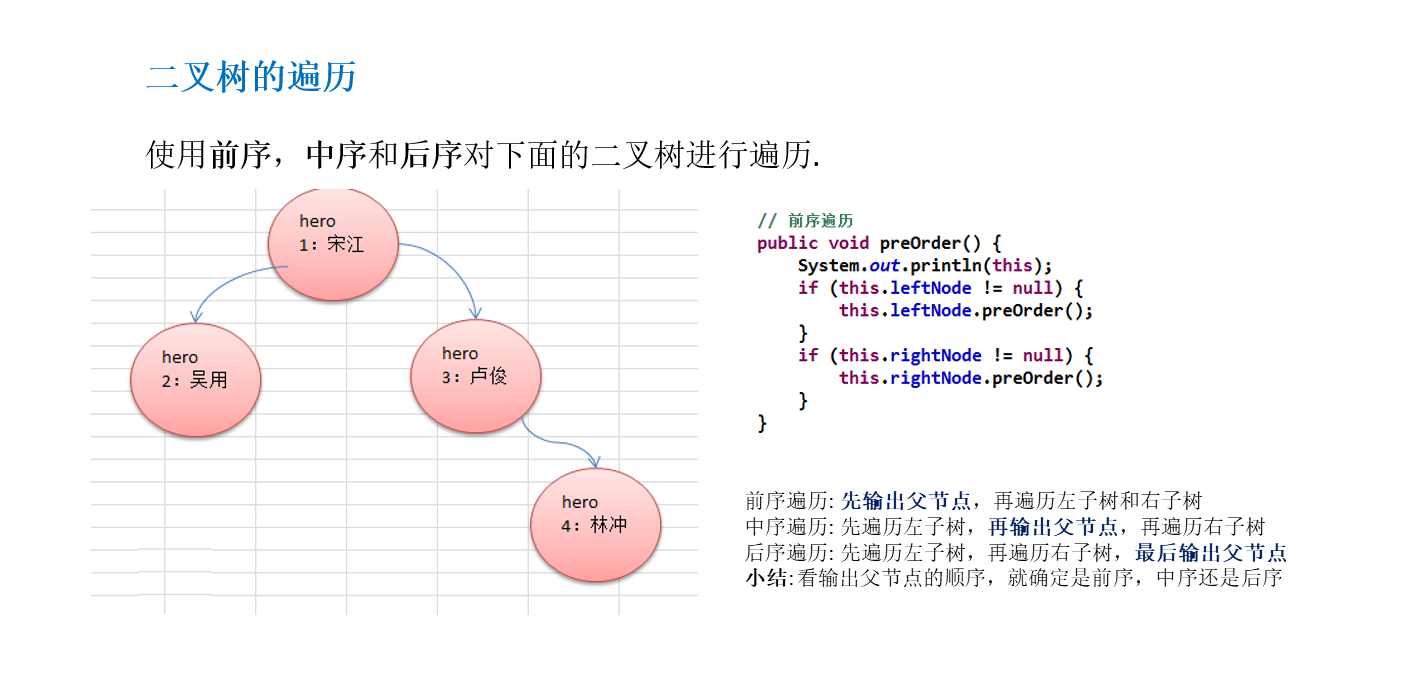 二叉树的遍历
使用前序，中序和后序对下面的二叉树进行遍历.
hero
1：宋江
hero
2：吴用
hero
3：卢俊
hero
4：林冲
// 前序遍历
public void preOrder() {
    System.out.println(this);
    if (this.leftNode != null) {
        this.leftNode.preOrder();
    }
    if (this.rightNode != null) {
        this.rightNode.preOrder();
    }
}
前序遍历: 先输出父节点，再遍历左子树和右子树
中序遍历: 先遍历左子树，再输出父节点，再遍历右子树
后序遍历: 先遍历左子树，再遍历右子树，最后输出父节点
小结: 看输出父节点的顺序，就确定是前序，中序还是后序